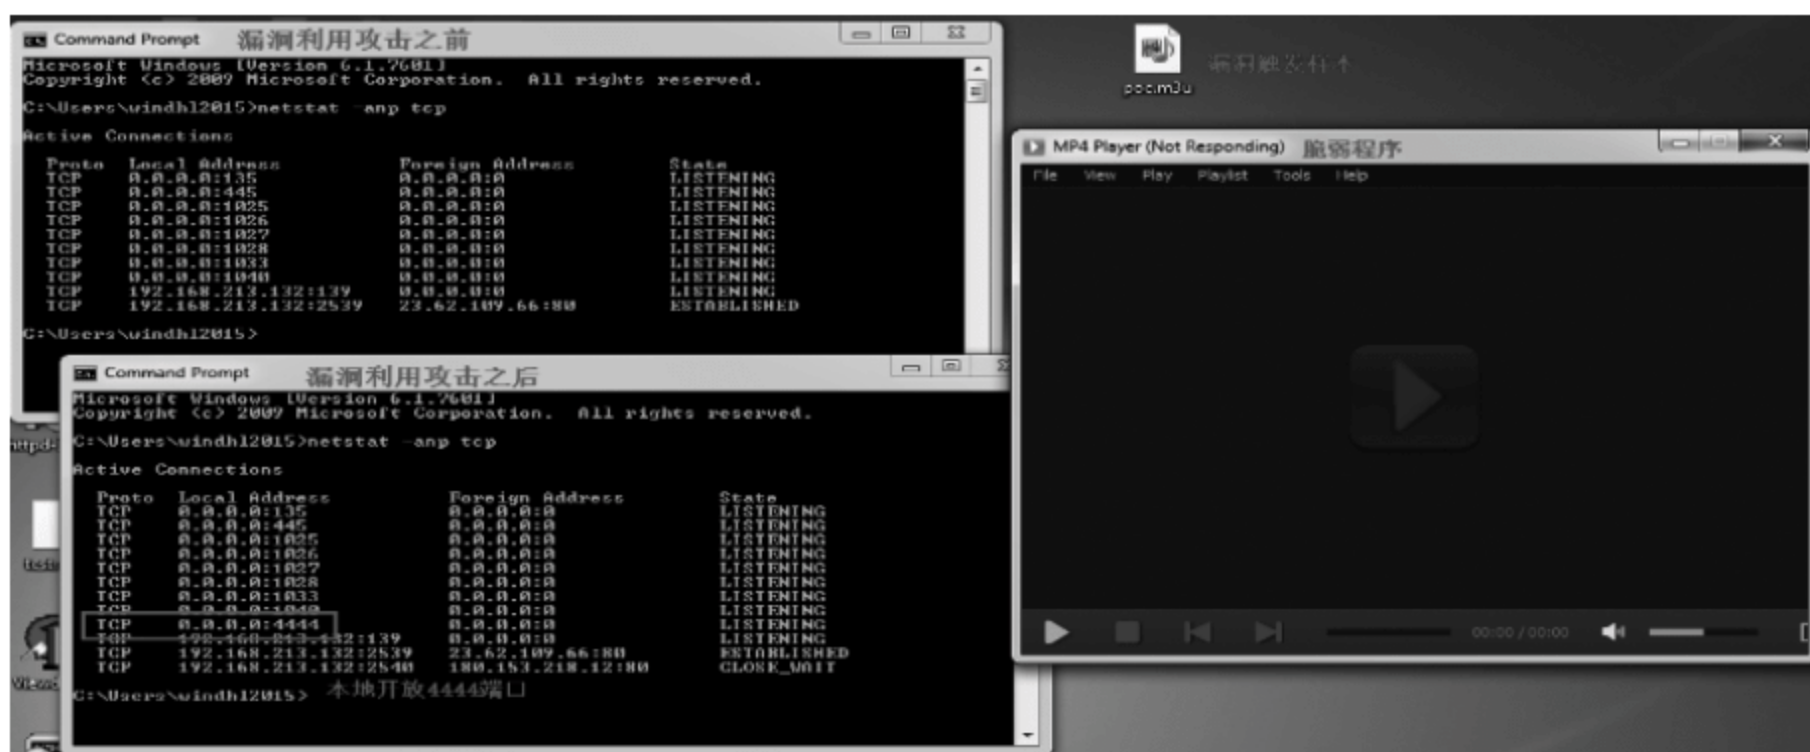 Command Prompt 漏洞利用攻击之前
Microsoft Windows [Version 6.1.7601]
Copyright (c) 2009 Microsoft Corporation. All rights reserved.
C:\Users\windhl2015>netstat -anp tcp
Active Connections
Proto Local Address Foreign Address State
TCP 0.0.0.0:135 0.0.0.0:0 LISTENING
TCP 0.0.0.0:445 0.0.0.0:0 LISTENING
TCP 0.0.0.0:1025 0.0.0.0:0 LISTENING
TCP 0.0.0.0:1026 0.0.0.0:0 LISTENING
TCP 0.0.0.0:1027 0.0.0.0:0 LISTENING
TCP 0.0.0.0:1028 0.0.0.0:0 LISTENING
TCP 0.0.0.0:1033 0.0.0.0:0 LISTENING
TCP 0.0.0.0:1040 0.0.0.0:0 LISTENING
TCP 192.168.213.132:139 0.0.0.0:0 LISTENING
TCP 192.168.213.132:2539 23.62.109.66:80 ESTABLISHED
C:\Users\windhl2015>
Command Prompt 漏洞利用攻击之后
Microsoft Windows [Version 6.1.7601]
Copyright (c) 2009 Microsoft Corporation. All rights reserved.
C:\Users\windhl2015>netstat -anp tcp
Active Connections
Proto Local Address Foreign Address State
TCP 0.0.0.0:135 0.0.0.0:0 LISTENING
TCP 0.0.0.0:445 0.0.0.0:0 LISTENING
TCP 0.0.0.0:1025 0.0.0.0:0 LISTENING
TCP 0.0.0.0:1026 0.0.0.0:0 LISTENING
TCP 0.0.0.0:1027 0.0.0.0:0 LISTENING
TCP 0.0.0.0:1028 0.0.0.0:0 LISTENING
TCP 0.0.0.0:1033 0.0.0.0:0 LISTENING
TCP 0.0.0.0:1040 0.0.0.0:0 LISTENING
TCP 0.0.0.0:4444 0.0.0.0:0 LISTENING
TCP 192.168.213.132:139 0.0.0.0:0 LISTENING
TCP 192.168.213.132:2539 23.62.109.66:80 ESTABLISHED
TCP 192.168.213.132:2540 180.153.218.12:80 CLOSE_WAIT
C:\Users\windhl2015> 本地开放4444端口
漏洞触发样本
poc.m3u
MP4 Player (Not Responding) 脆弱程序
File View Play Playlist Tools Help
00:00 / 00:00